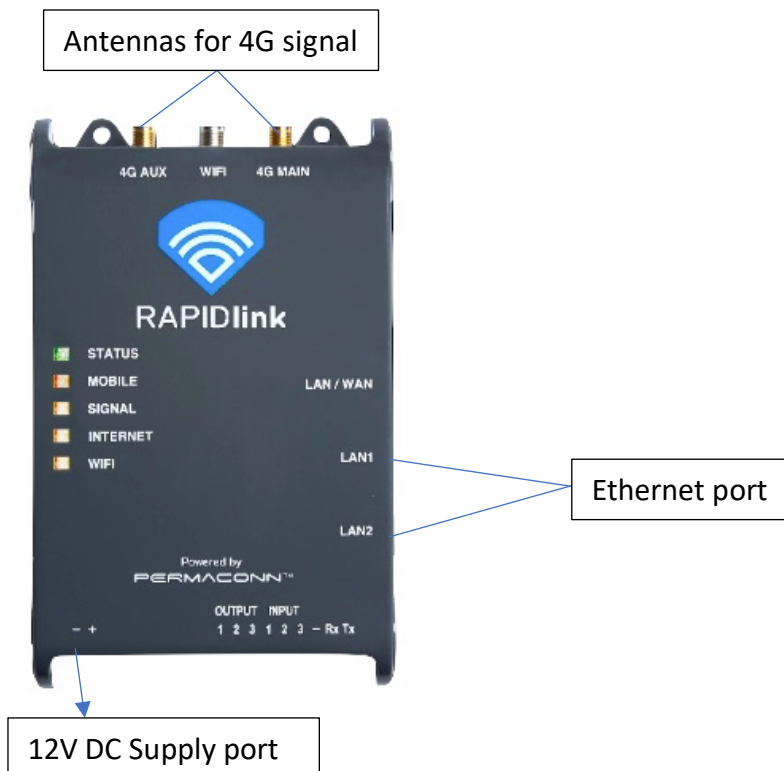 Antennas for 4G signal
4G AUX WIFI 4G MAIN
RAPIDlink
STATUS
MOBILE
LAN / WAN
SIGNAL
INTERNET
WIFI
LAN1
Ethernet port
LAN2
Powered by
PERMACONN™
OUTPUT INPUT
- + 1 2 3 1 2 3 - Rx Tx
12V DC Supply port